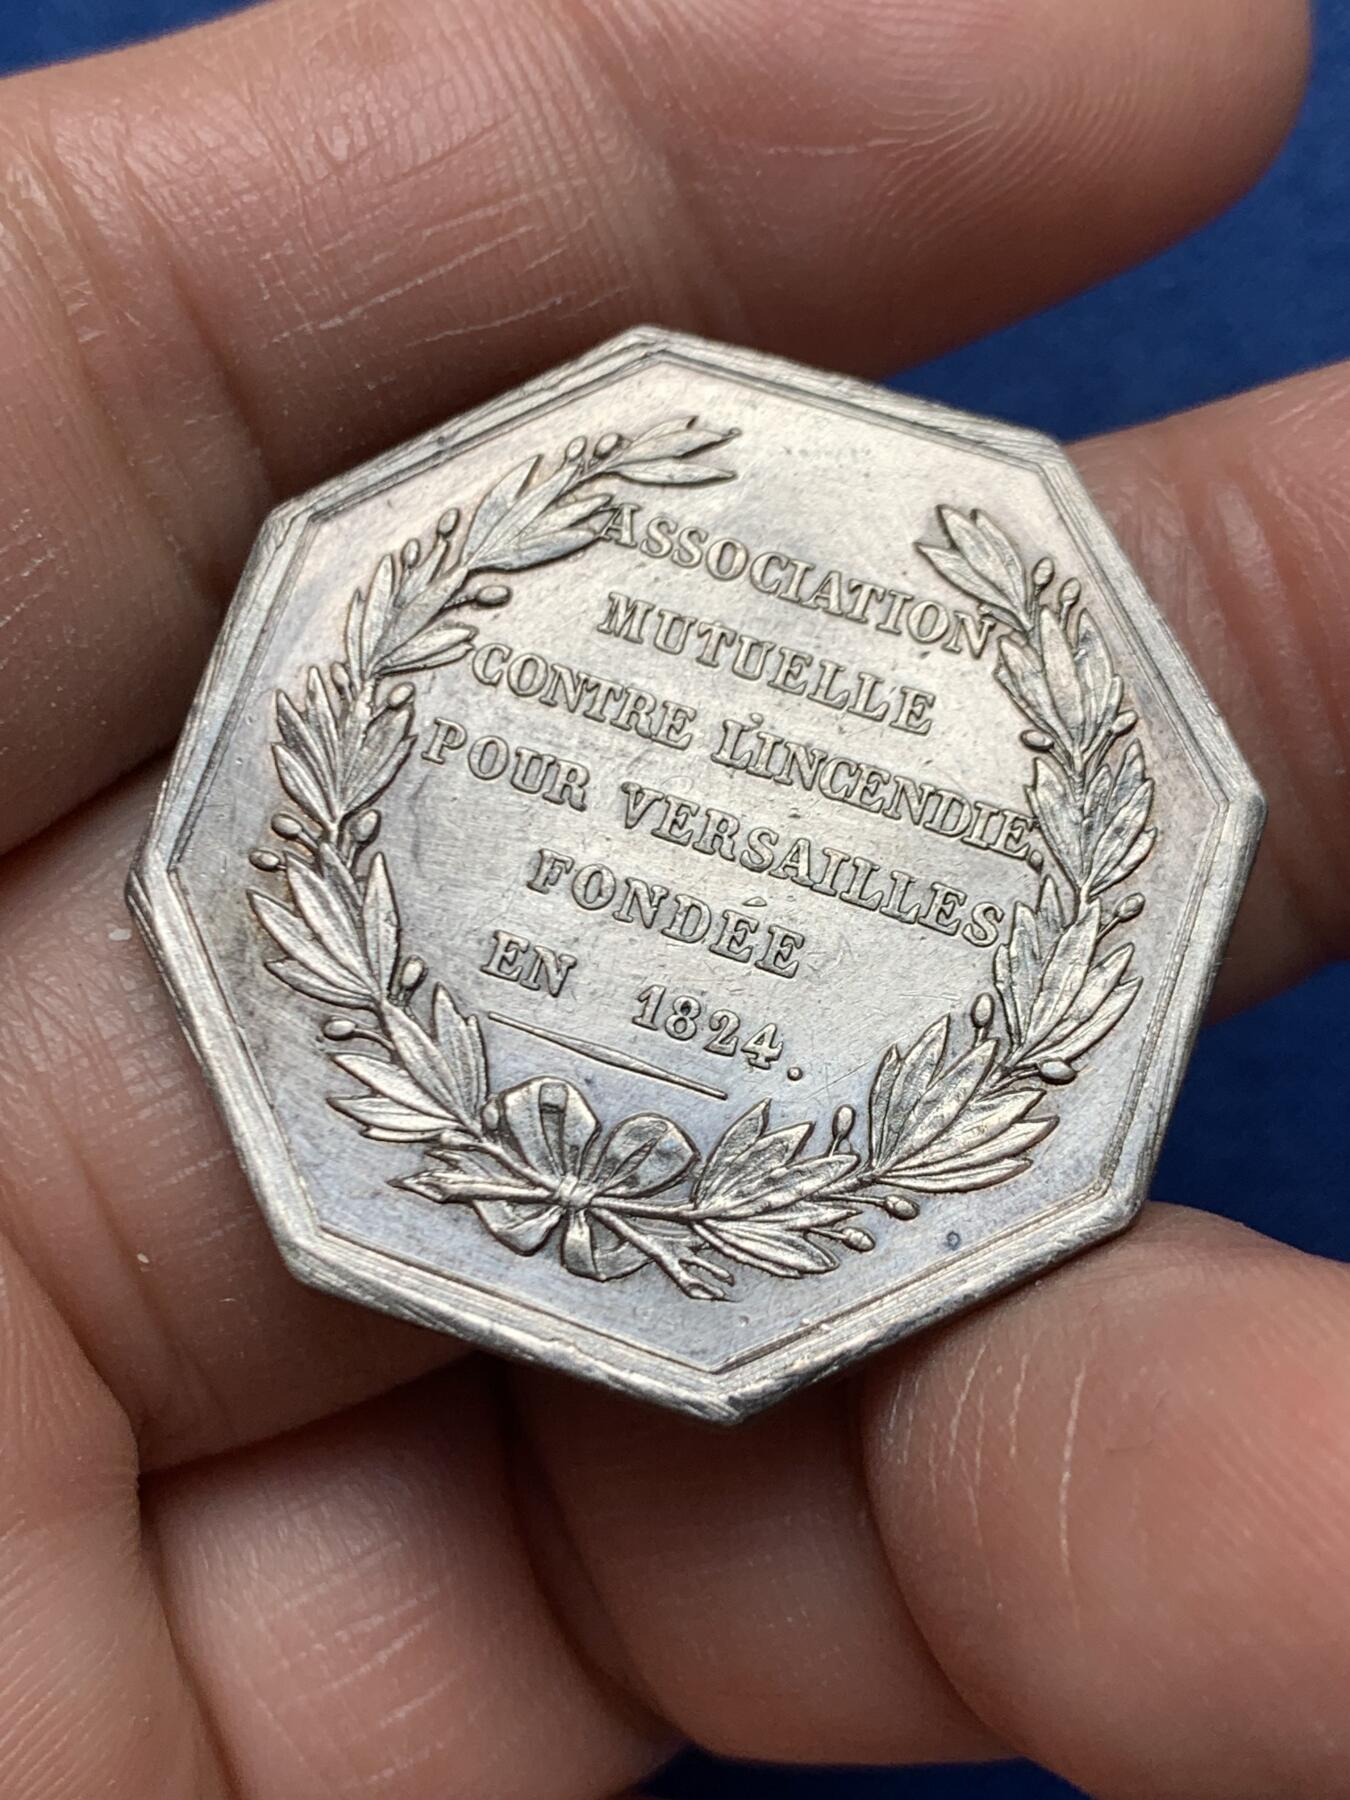 ASSOCIATION
MUTUELLE
CONTRE L'INCENDIE.
POUR VERSAILLES
FONDÉE
EN 1824.